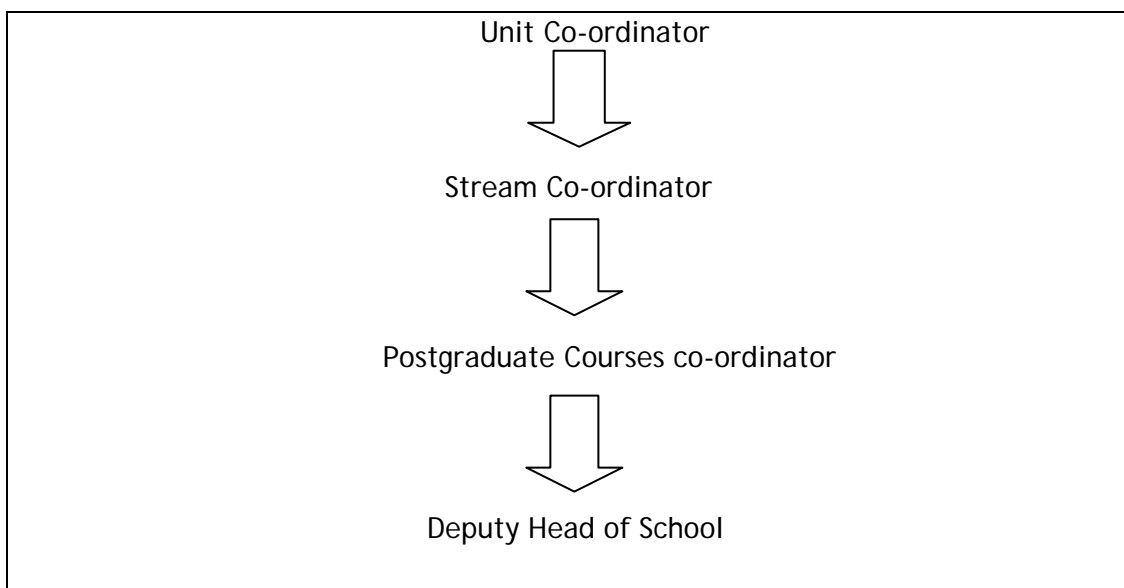 Unit Co-ordinator
Stream Co-ordinator
Postgraduate Courses co-ordinator
Deputy Head of School